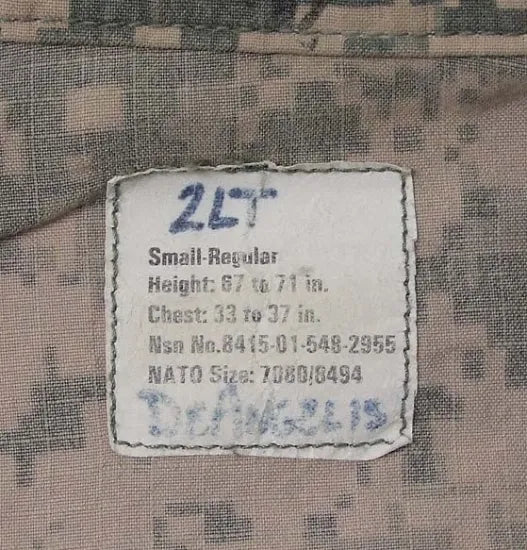 2LT
Small-Regular
Height: 67 to 71 in.
Chest: 33 to 37 in.
Nsn No.8415-01-548-2955
NATO Size: 7080/8494
DeANGELIS